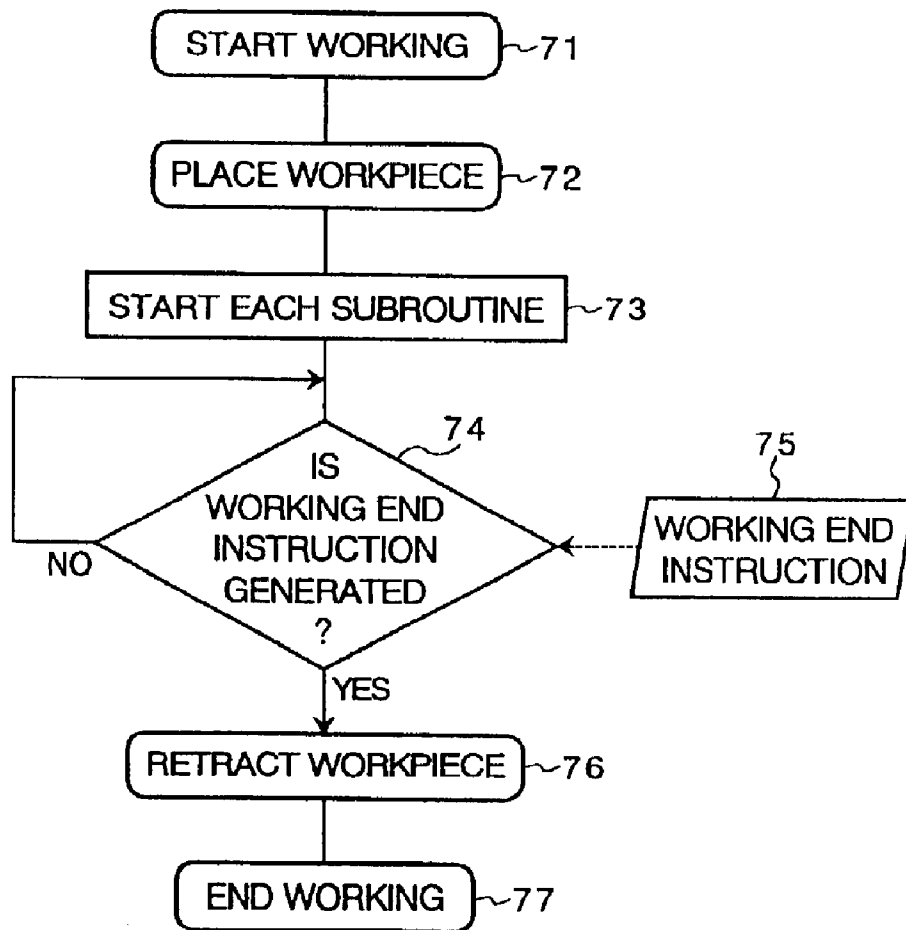 START WORKING 71
PLACE WORKPIECE 72
START EACH SUBROUTINE 73
74
IS
WORKING END
INSTRUCTION
GENERATED
?
75
WORKING END
INSTRUCTION
NO
YES
RETRACT WORKPIECE 76
END WORKING 77